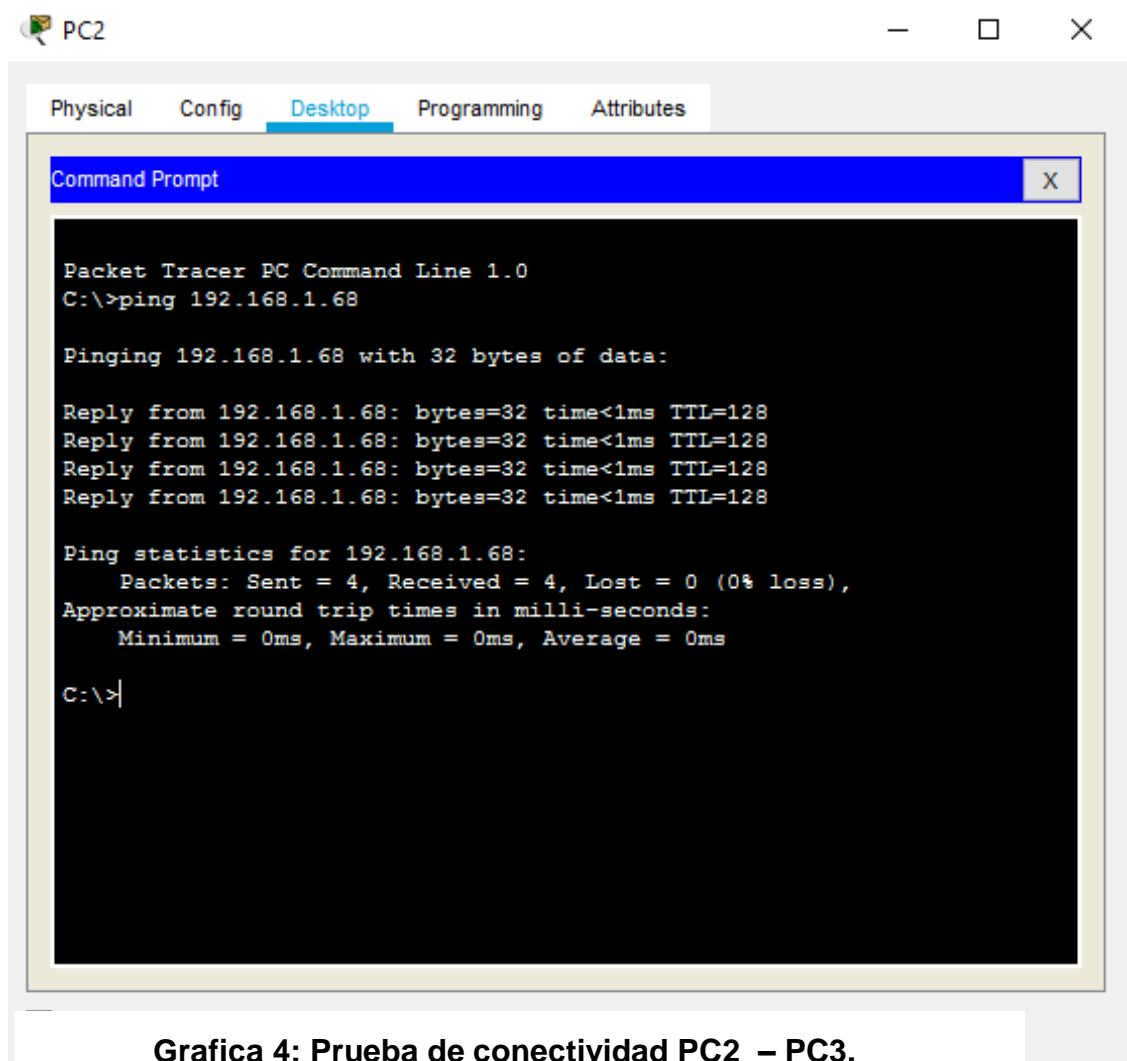 PC2
Physical Config Desktop Programming Attributes
Command Prompt X
Packet Tracer PC Command Line 1.0
C:\>ping 192.168.1.68
Pinging 192.168.1.68 with 32 bytes of data:
Reply from 192.168.1.68: bytes=32 time<1ms TTL=128
Reply from 192.168.1.68: bytes=32 time<1ms TTL=128
Reply from 192.168.1.68: bytes=32 time<1ms TTL=128
Reply from 192.168.1.68: bytes=32 time<1ms TTL=128
Ping statistics for 192.168.1.68:
Packets: Sent = 4, Received = 4, Lost = 0 (0% loss),
Approximate round trip times in milli-seconds:
Minimum = 0ms, Maximum = 0ms, Average = 0ms
C:\>
Grafica 4: Prueba de conectividad PC2 – PC3.